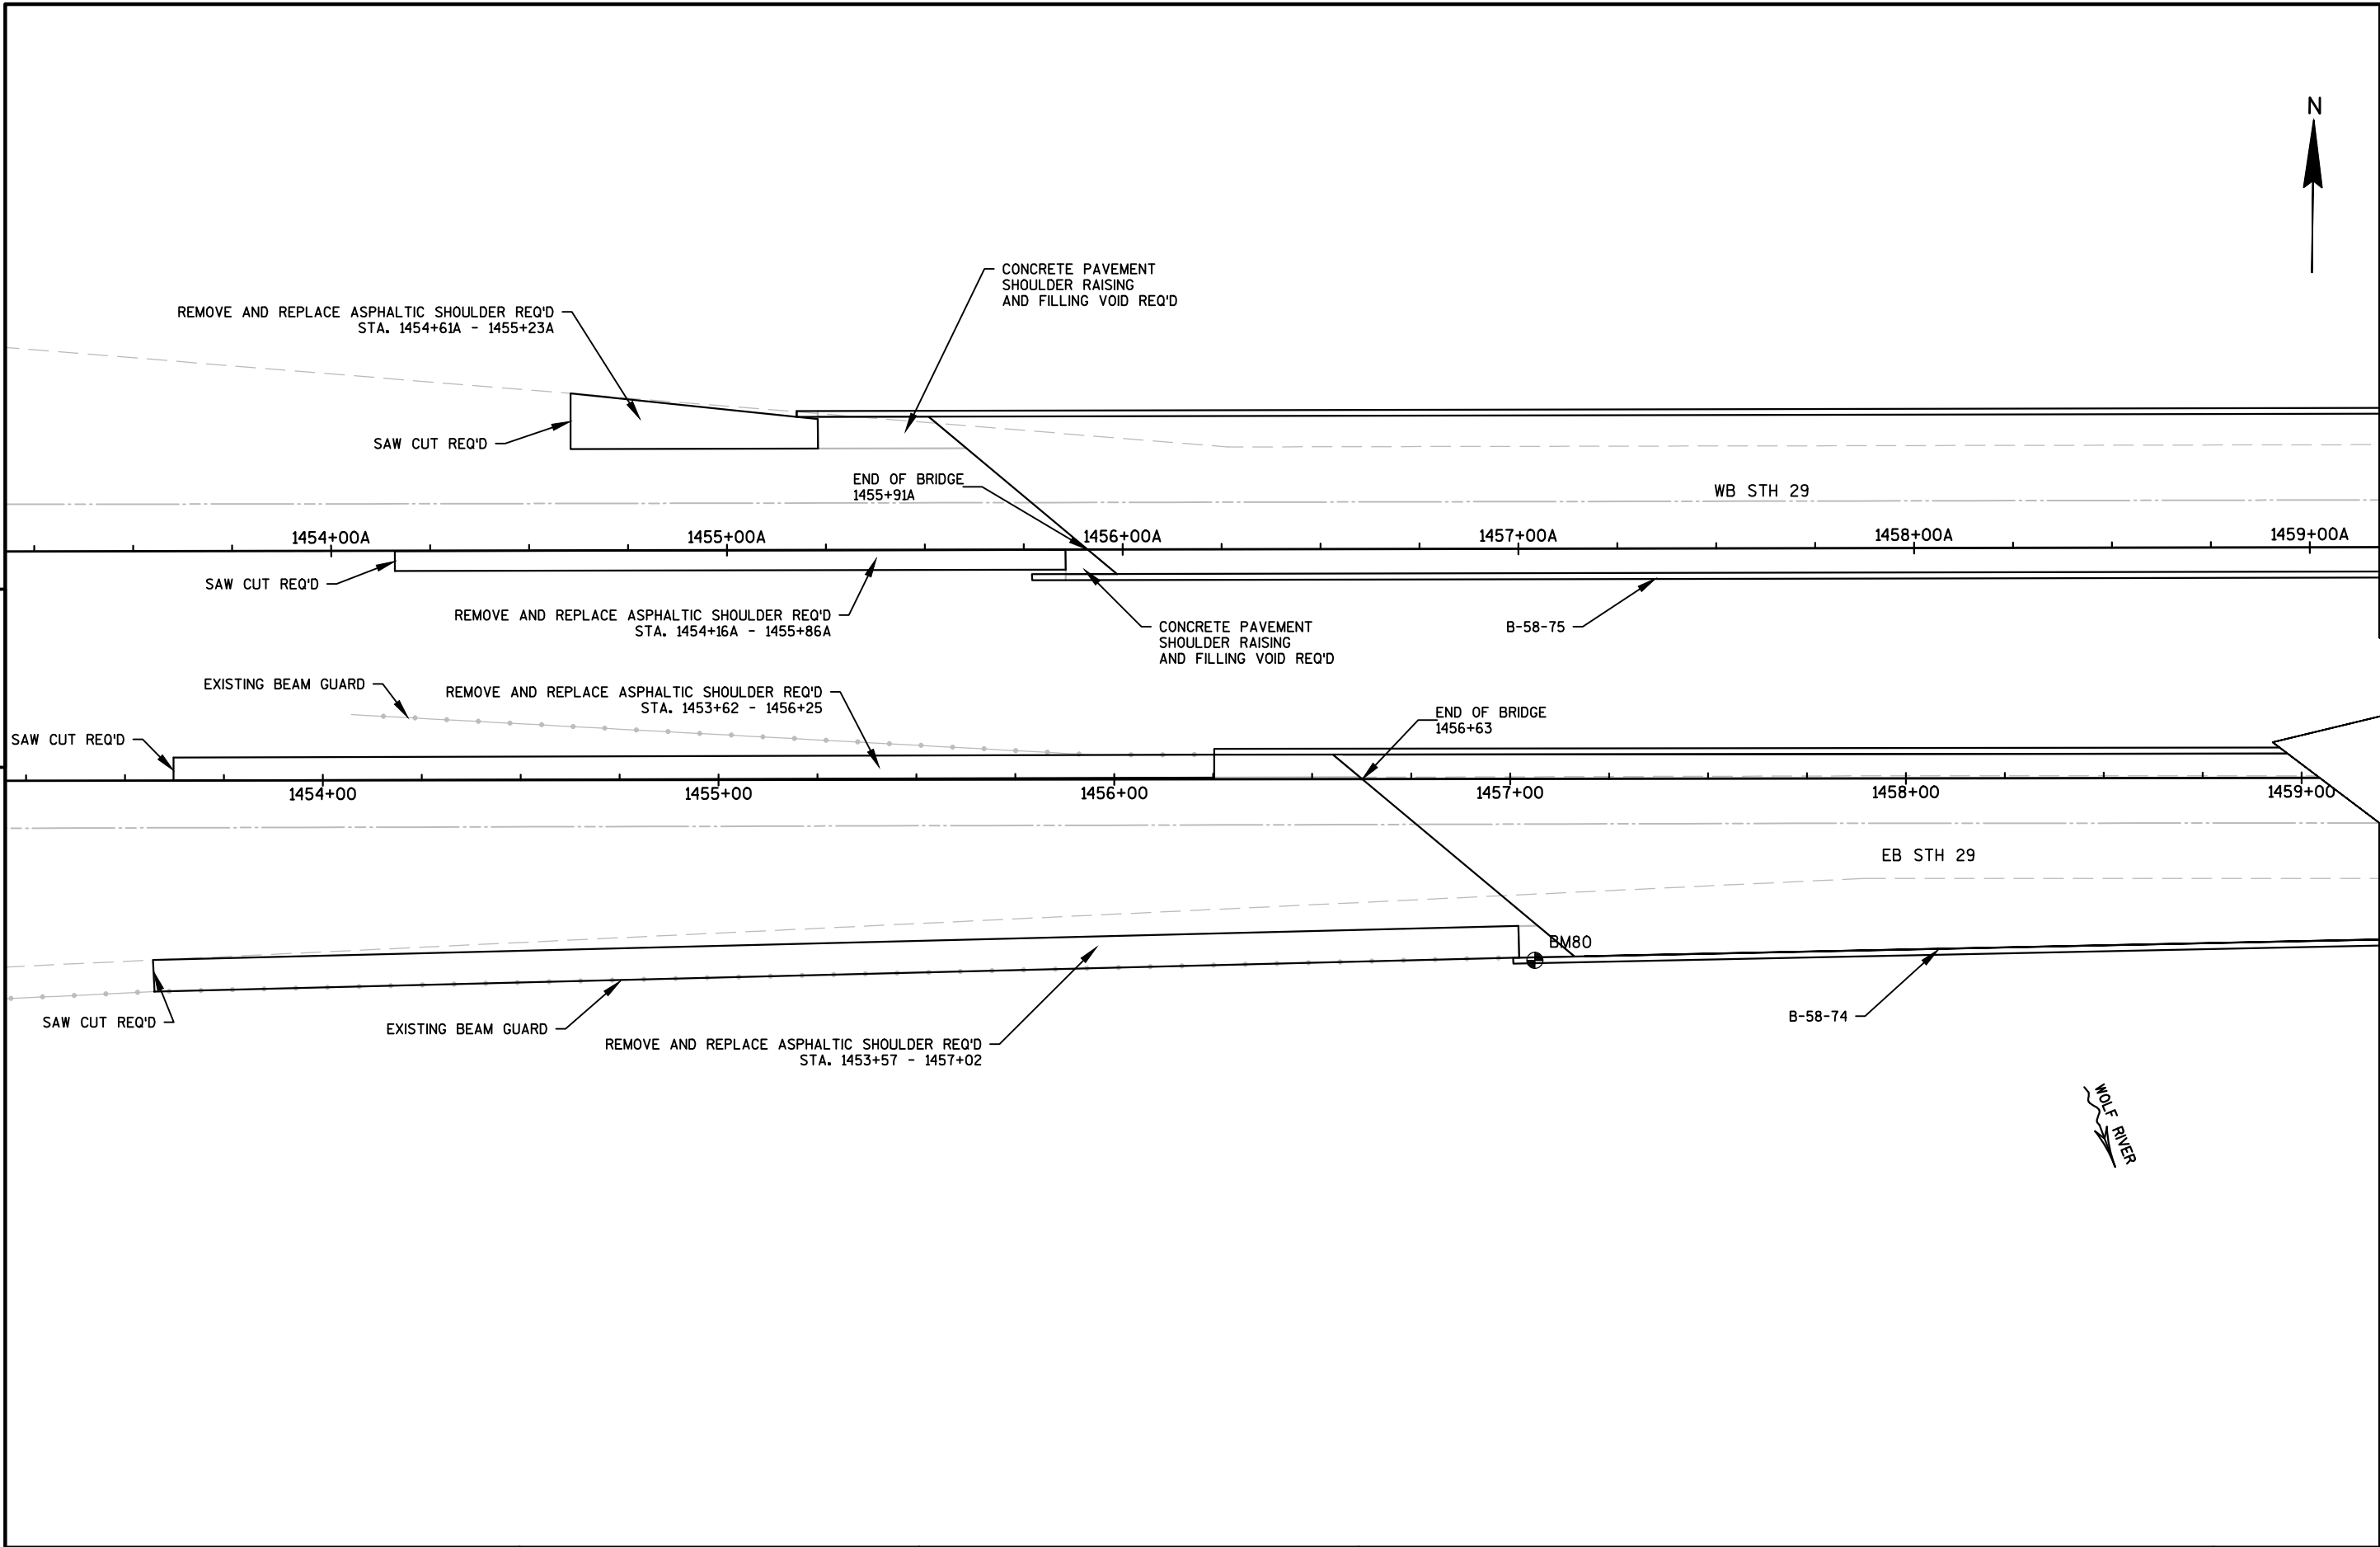 N
CONCRETE PAVEMENT
SHOULDER RAISING
AND FILLING VOID REQ'D
REMOVE AND REPLACE ASPHALTIC SHOULDER REQ'D
STA. 1454+61A - 1455+23A
SAW CUT REQ'D
END OF BRIDGE
1455+91A
WB STH 29
1454+00A
1455+00A
1456+00A
1457+00A
1458+00A
1459+00A
SAW CUT REQ'D
REMOVE AND REPLACE ASPHALTIC SHOULDER REQ'D
STA. 1454+16A - 1455+86A
CONCRETE PAVEMENT
SHOULDER RAISING
AND FILLING VOID REQ'D
B-58-75
EXISTING BEAM GUARD
REMOVE AND REPLACE ASPHALTIC SHOULDER REQ'D
STA. 1453+62 - 1456+25
END OF BRIDGE
1456+63
SAW CUT REQ'D
1454+00
1455+00
1456+00
1457+00
1458+00
1459+00
EB STH 29
BM80
SAW CUT REQ'D
EXISTING BEAM GUARD
REMOVE AND REPLACE ASPHALTIC SHOULDER REQ'D
STA. 1453+57 - 1457+02
B-58-74
WOLF RIVER